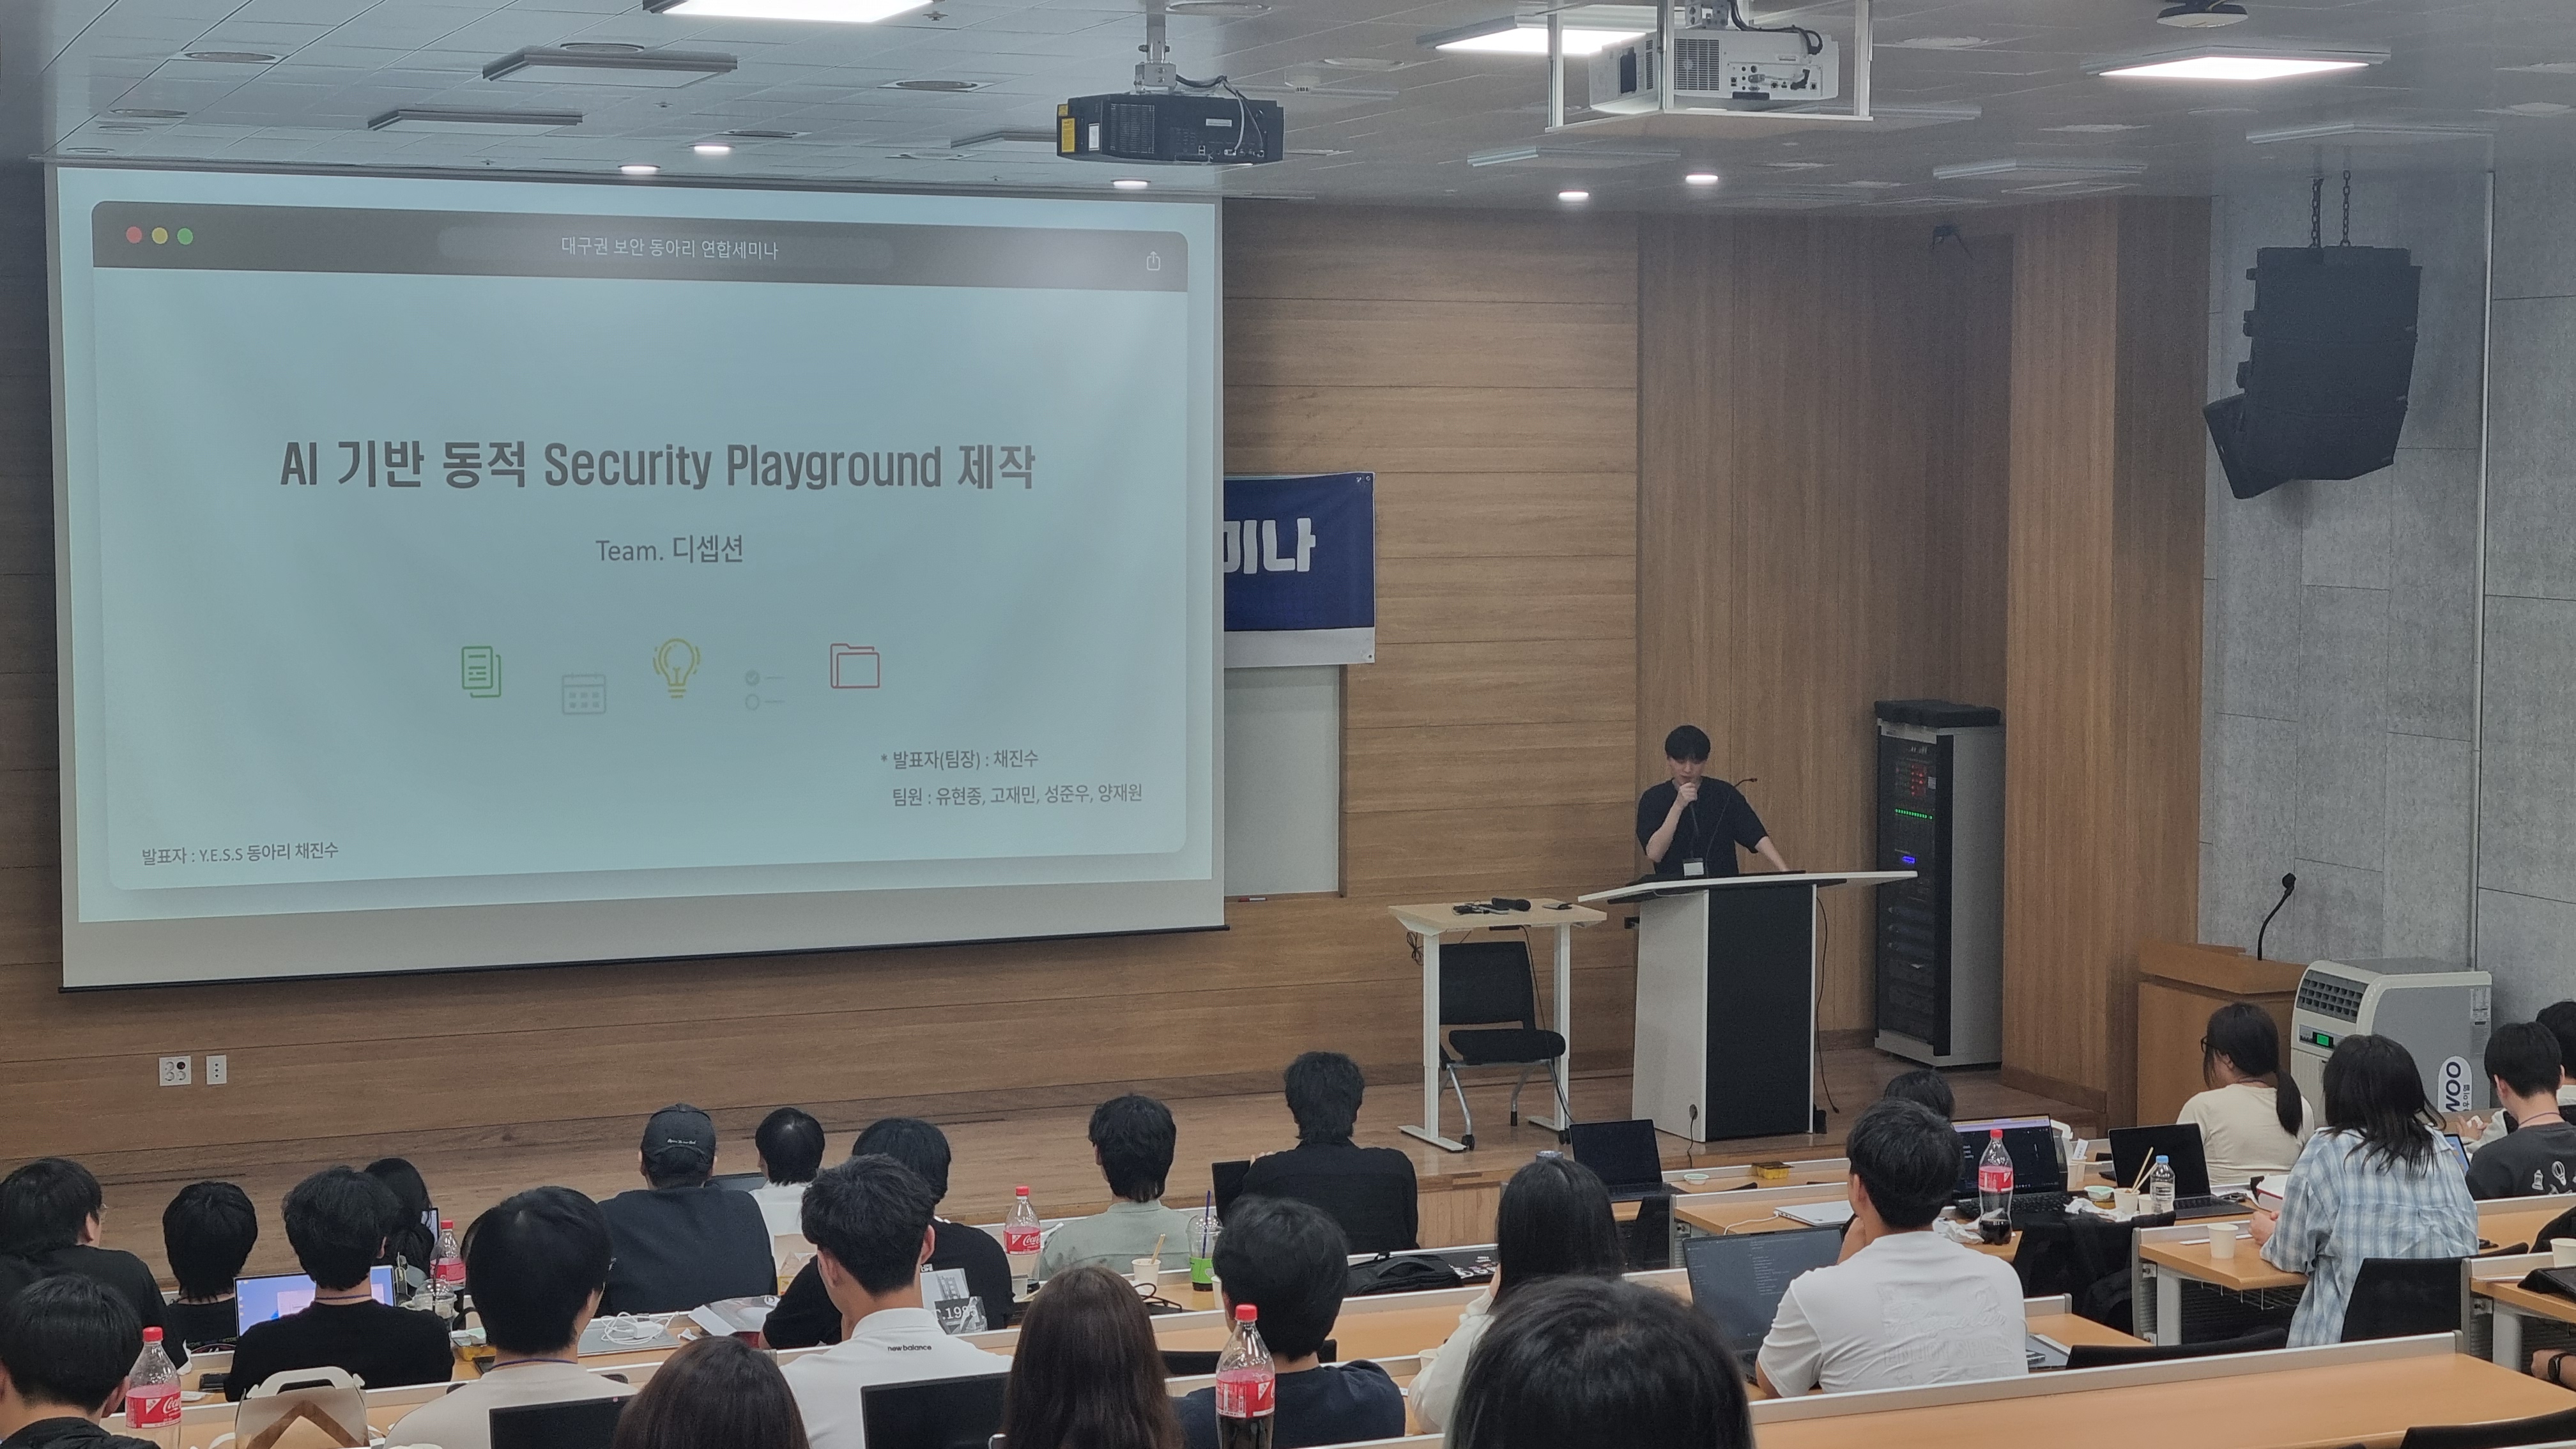 대구권 보안 동아리 연합세미나
AI 기반 동적 Security Playground 제작
Team. 디셉션
* 발표자(팀장) : 채진수
팀원 : 유현종, 고재민, 성준우, 양재원
발표자 : Y.E.S.S 동아리 채진수
미나
new balance